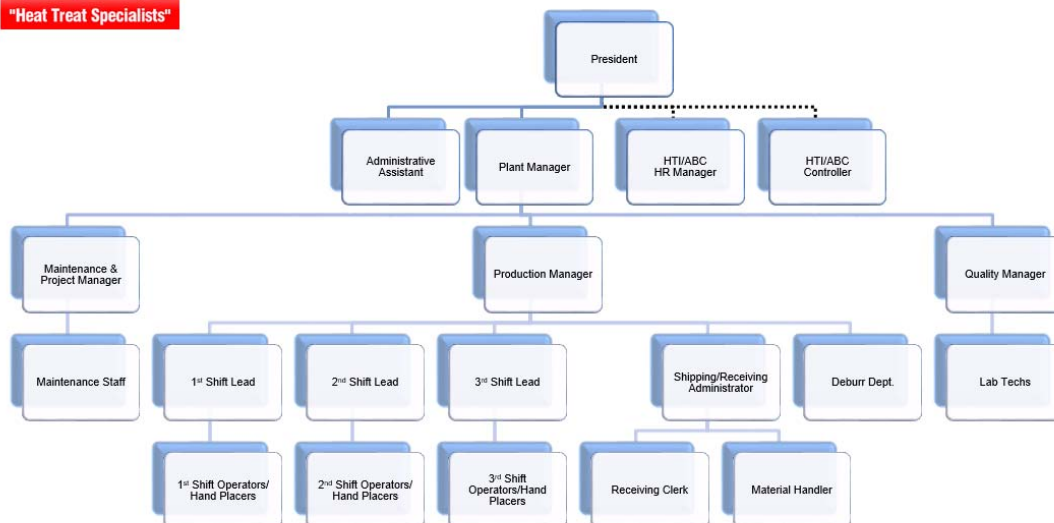 "Heat Treat Specialists"
President
Administrative
Assistant
Plant Manager
HTI/ABC
HR Manager
HTI/ABC
Controller
Maintenance &
Project Manager
Production Manager
Quality Manager
Maintenance Staff
1st Shift Lead
2nd Shift Lead
3rd Shift Lead
Shipping/Receiving
Administrator
Deburr Dept.
Lab Techs
1st Shift Operators/
Hand Placers
2nd Shift Operators/
Hand Placers
3rd Shift
Operators/Hand
Placers
Receiving Clerk
Material Handler